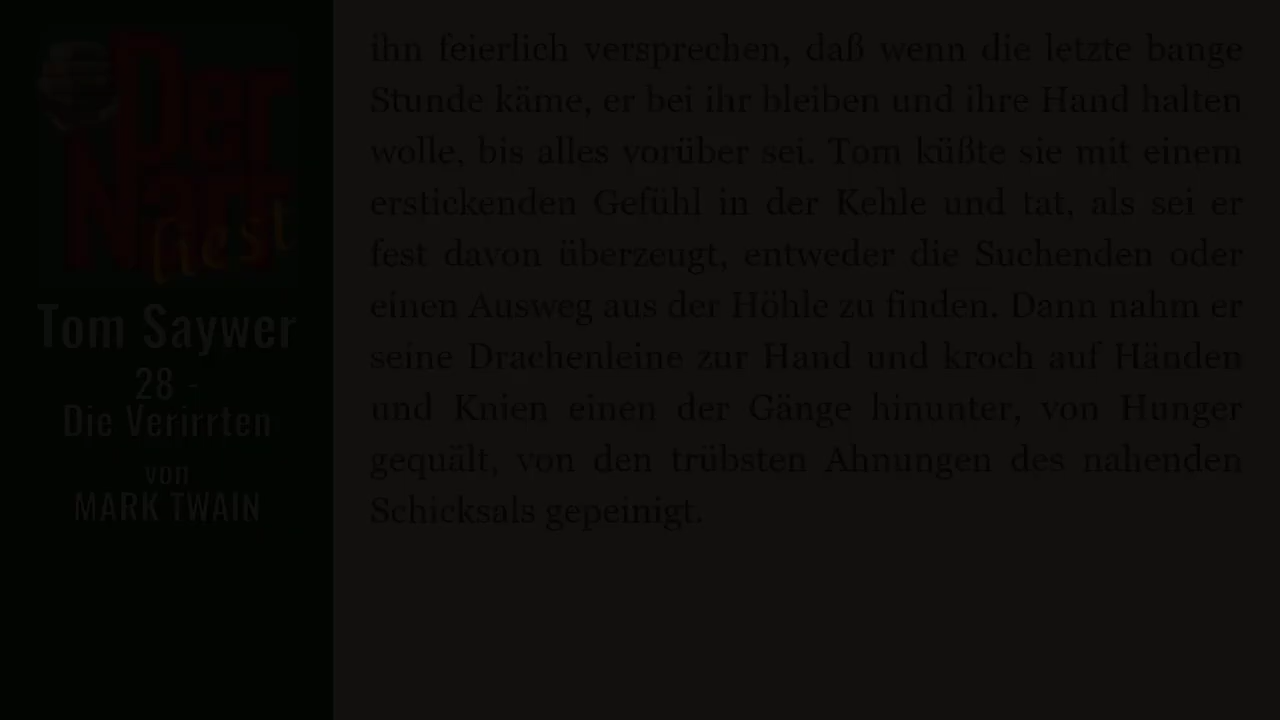 Der
Narr
liest
Tom Saywer
28 -
Die Verirrten
von
MARK TWAIN
ihn feierlich versprechen, daß wenn die letzte bange
Stunde käme, er bei ihr bleiben und ihre Hand halten
wolle, bis alles vorüber sei. Tom küßte sie mit einem
erstickenden Gefühl in der Kehle und tat, als sei er
fest davon überzeugt, entweder die Suchenden oder
einen Ausweg aus der Höhle zu finden. Dann nahm er
seine Drachenleine zur Hand und kroch auf Händen
und Knien einen der Gänge hinunter, von Hunger
gequält, von den trübsten Ahnungen des nahenden
Schicksals gepeinigt.